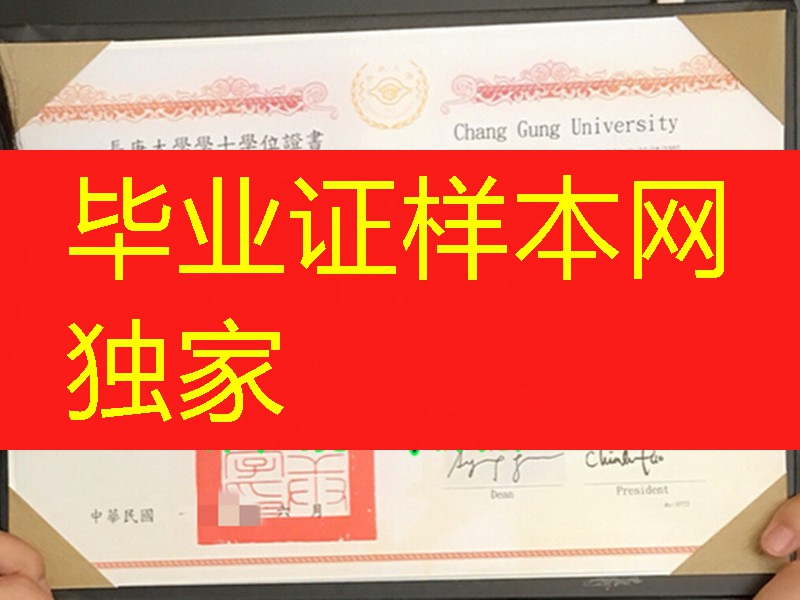 長庚大學學士學位證書
Chang Gung University
毕业证样本网
独家
Dean
President
中華民國
六 月